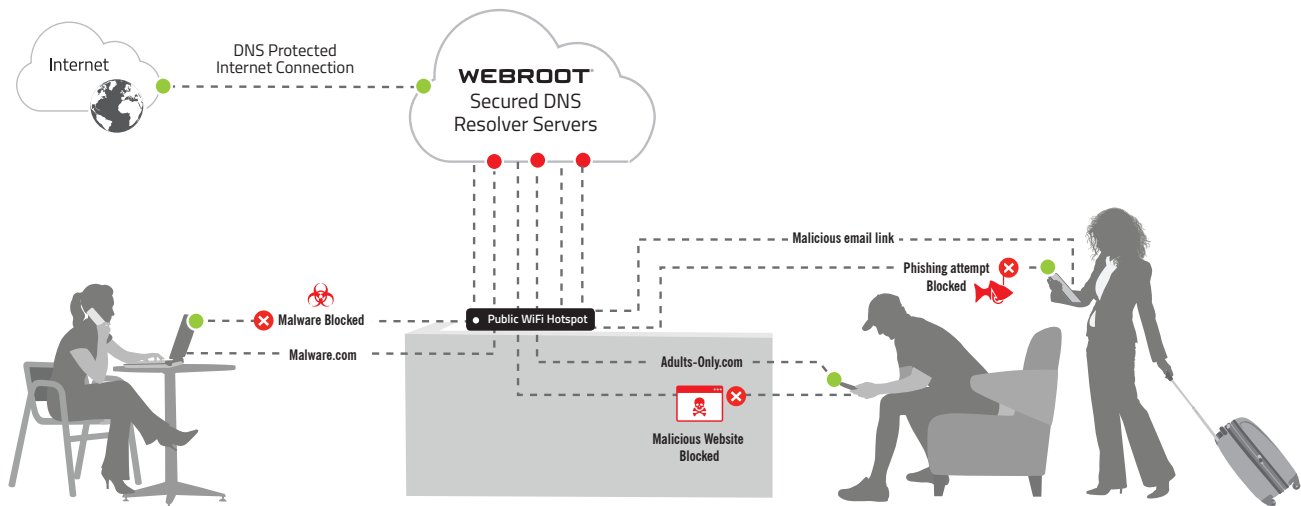 Internet
DNS Protected
Internet Connection
WEBROOT
Secured DNS
Resolver Servers
Malicious email link
Phishing attempt
Blocked
Public WiFi Hotspot
Malware Blocked
Malware.com
Adults-Only.com
Malicious Website
Blocked